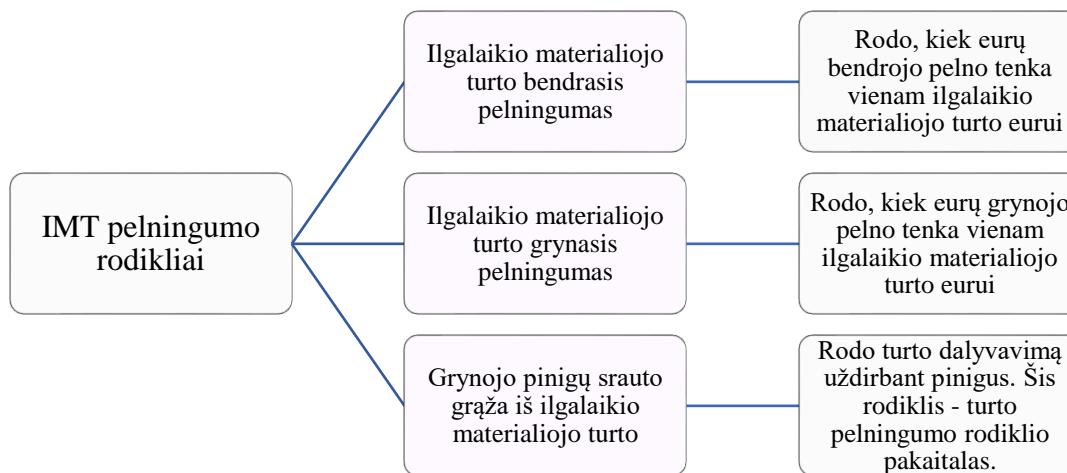 IMT pelningumo
rodikliai
Ilgalaikio materialiojo
turto bendrasis
pelningumas
Rodo, kiek eurų
bendrojo pelno tenka
vienam ilgalaikio
materialiojo turto eurui
Ilgalaikio materialiojo
turto grynasis
pelningumas
Rodo, kiek eurų grynojo
pelno tenka vienam
ilgalaikio materialiojo
turto eurui
Grynojo pinigų srauto
grąža iš ilgalaikio
materialiojo turto
Rodo turto dalyvavimą
uždirbant pinigus. Šis
rodiklis - turto
pelningumo rodiklio
pakaitalas.